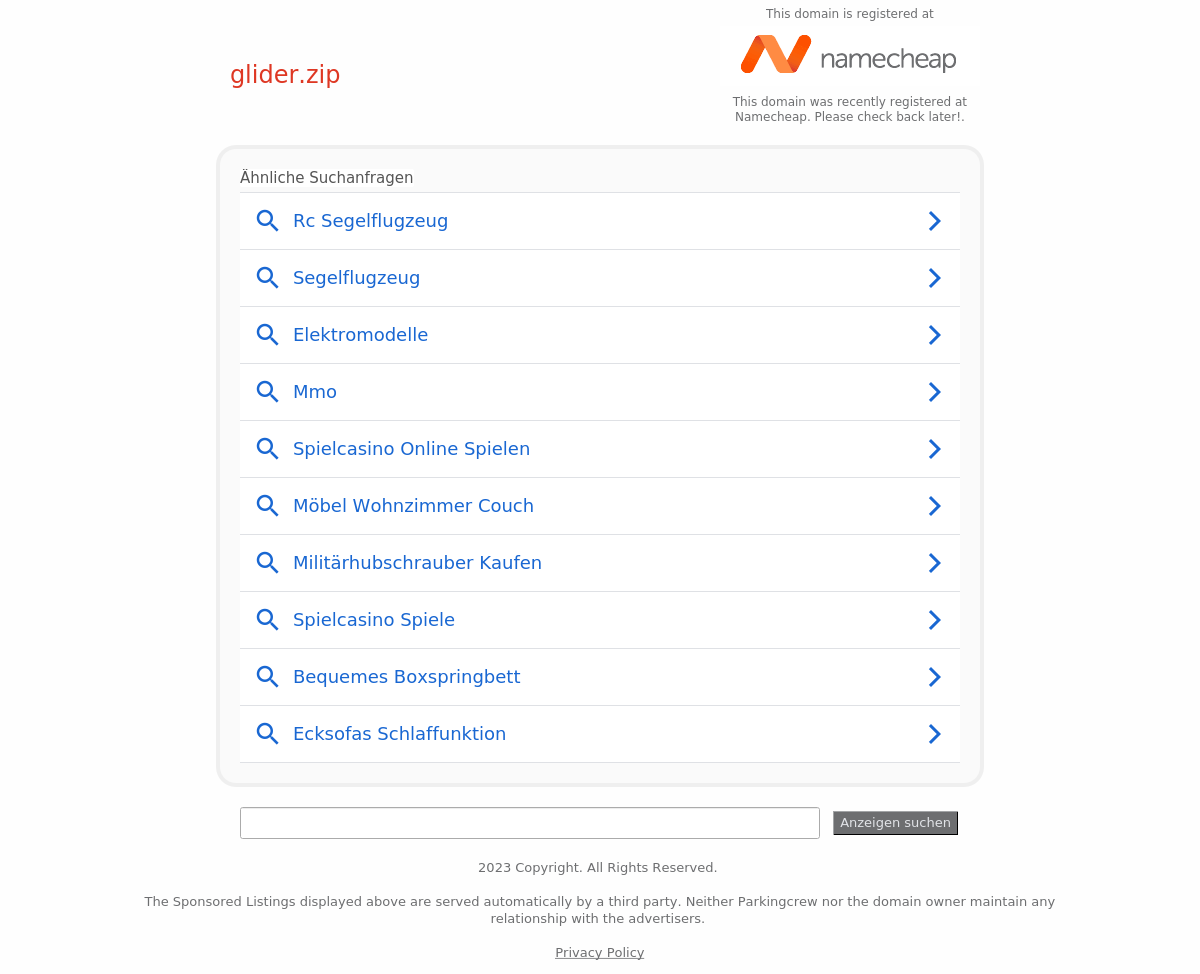 This domain is registered at
namecheap
glider.zip
This domain was recently registered at
Namecheap. Please check back later!.
Ähnliche Suchanfragen
Rc Segelflugzeug
Segelflugzeug
Elektromodelle
Mmo
Spielcasino Online Spielen
Möbel Wohnzimmer Couch
Militärhubschrauber Kaufen
Spielcasino Spiele
Bequemes Boxspringbett
Ecksofas Schlaffunktion
Anzeigen suchen
2023 Copyright. All Rights Reserved.
The Sponsored Listings displayed above are served automatically by a third party. Neither Parkingcrew nor the domain owner maintain any
relationship with the advertisers.
Privacy Policy